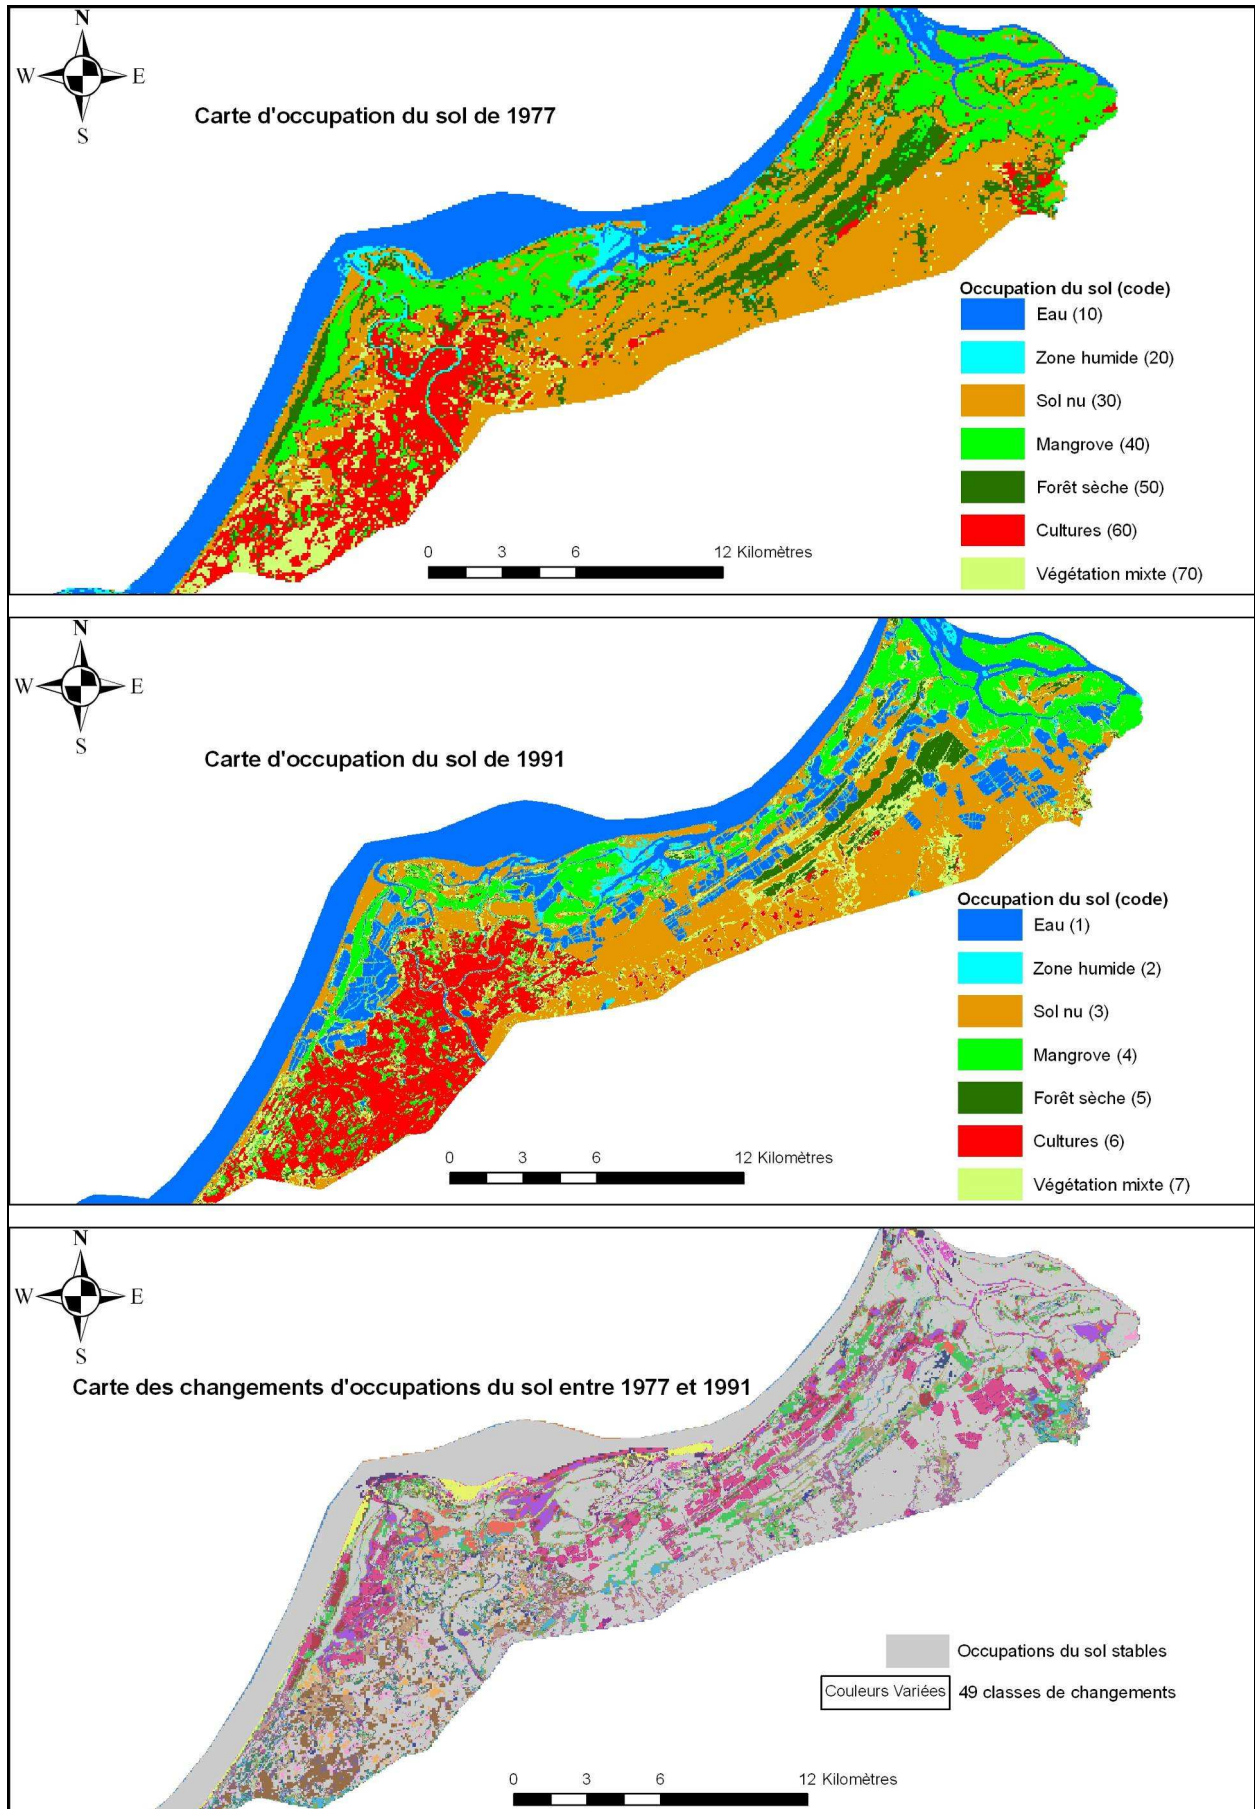 N
W E
S
Carte d'occupation du sol de 1977
Occupation du sol (code)
Eau (10)
Zone humide (20)
Sol nu (30)
Mangrove (40)
Forêt sèche (50)
Cultures (60)
Végétation mixte (70)
0 3 6 12 Kilomètres
N
W E
S
Carte d'occupation du sol de 1991
Occupation du sol (code)
Eau (1)
Zone humide (2)
Sol nu (3)
Mangrove (4)
Forêt sèche (5)
Cultures (6)
Végétation mixte (7)
0 3 6 12 Kilomètres
N
W E
S
Carte des changements d'occupations du sol entre 1977 et 1991
Occupations du sol stables
Couleurs Variées 49 classes de changements
0 3 6 12 Kilomètres